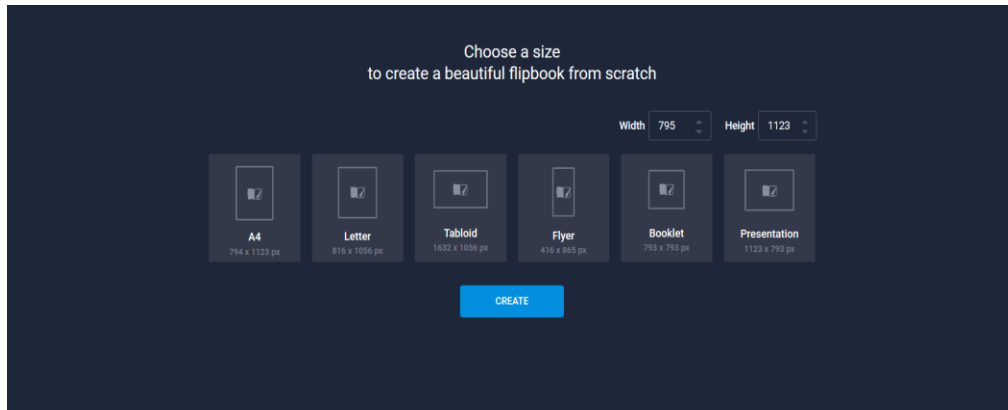 Choose a size
to create a beautiful flipbook from scratch
Width 795 Height 1123
A4
794 x 1123 px
Letter
816 x 1056 px
Tabloid
1632 x 1056 px
Flyer
416 x 865 px
Booklet
793 x 793 px
Presentation
1123 x 793 px
CREATE